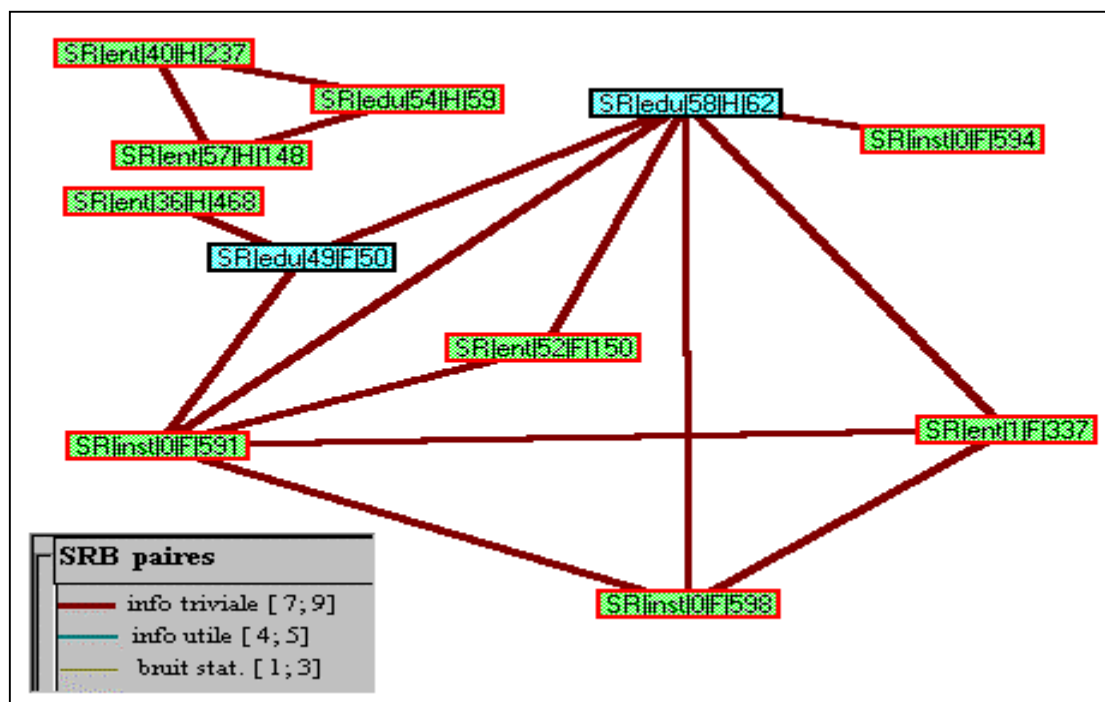 SR|ent|40|H|237
SR|edu|54|H|59
SR|edu|58|H|62
SR|inst|0|F|594
SR|ent|57|H|148
SR|ent|36|H|468
SR|edu|49|F|50
SR|ent|52|F|150
SR|inst|0|F|591
SR|ent|1|F|337
SR|inst|0|F|598
SRB paires
info triviale [ 7; 9]
info utile [ 4; 5]
bruit stat. [ 1; 3]